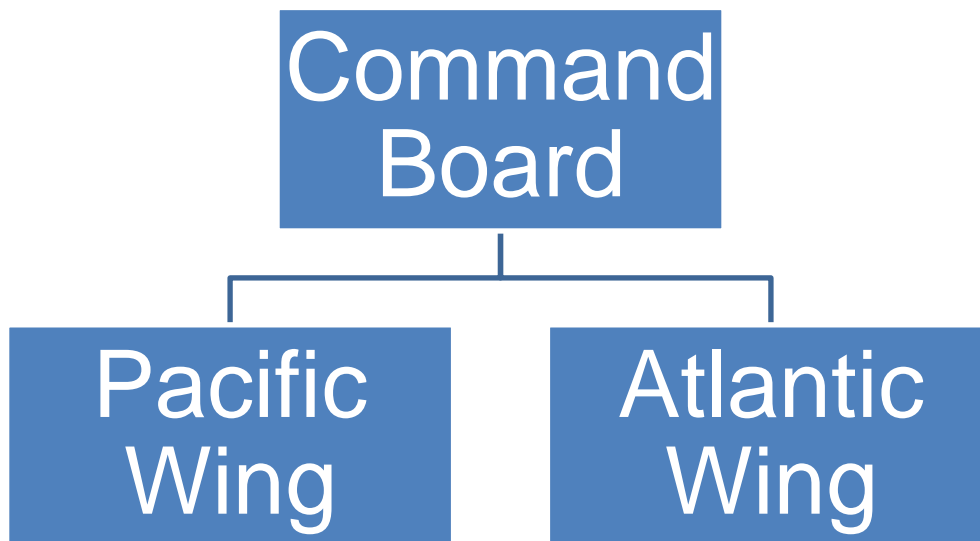 Command
Board
Pacific
Wing
Atlantic
Wing